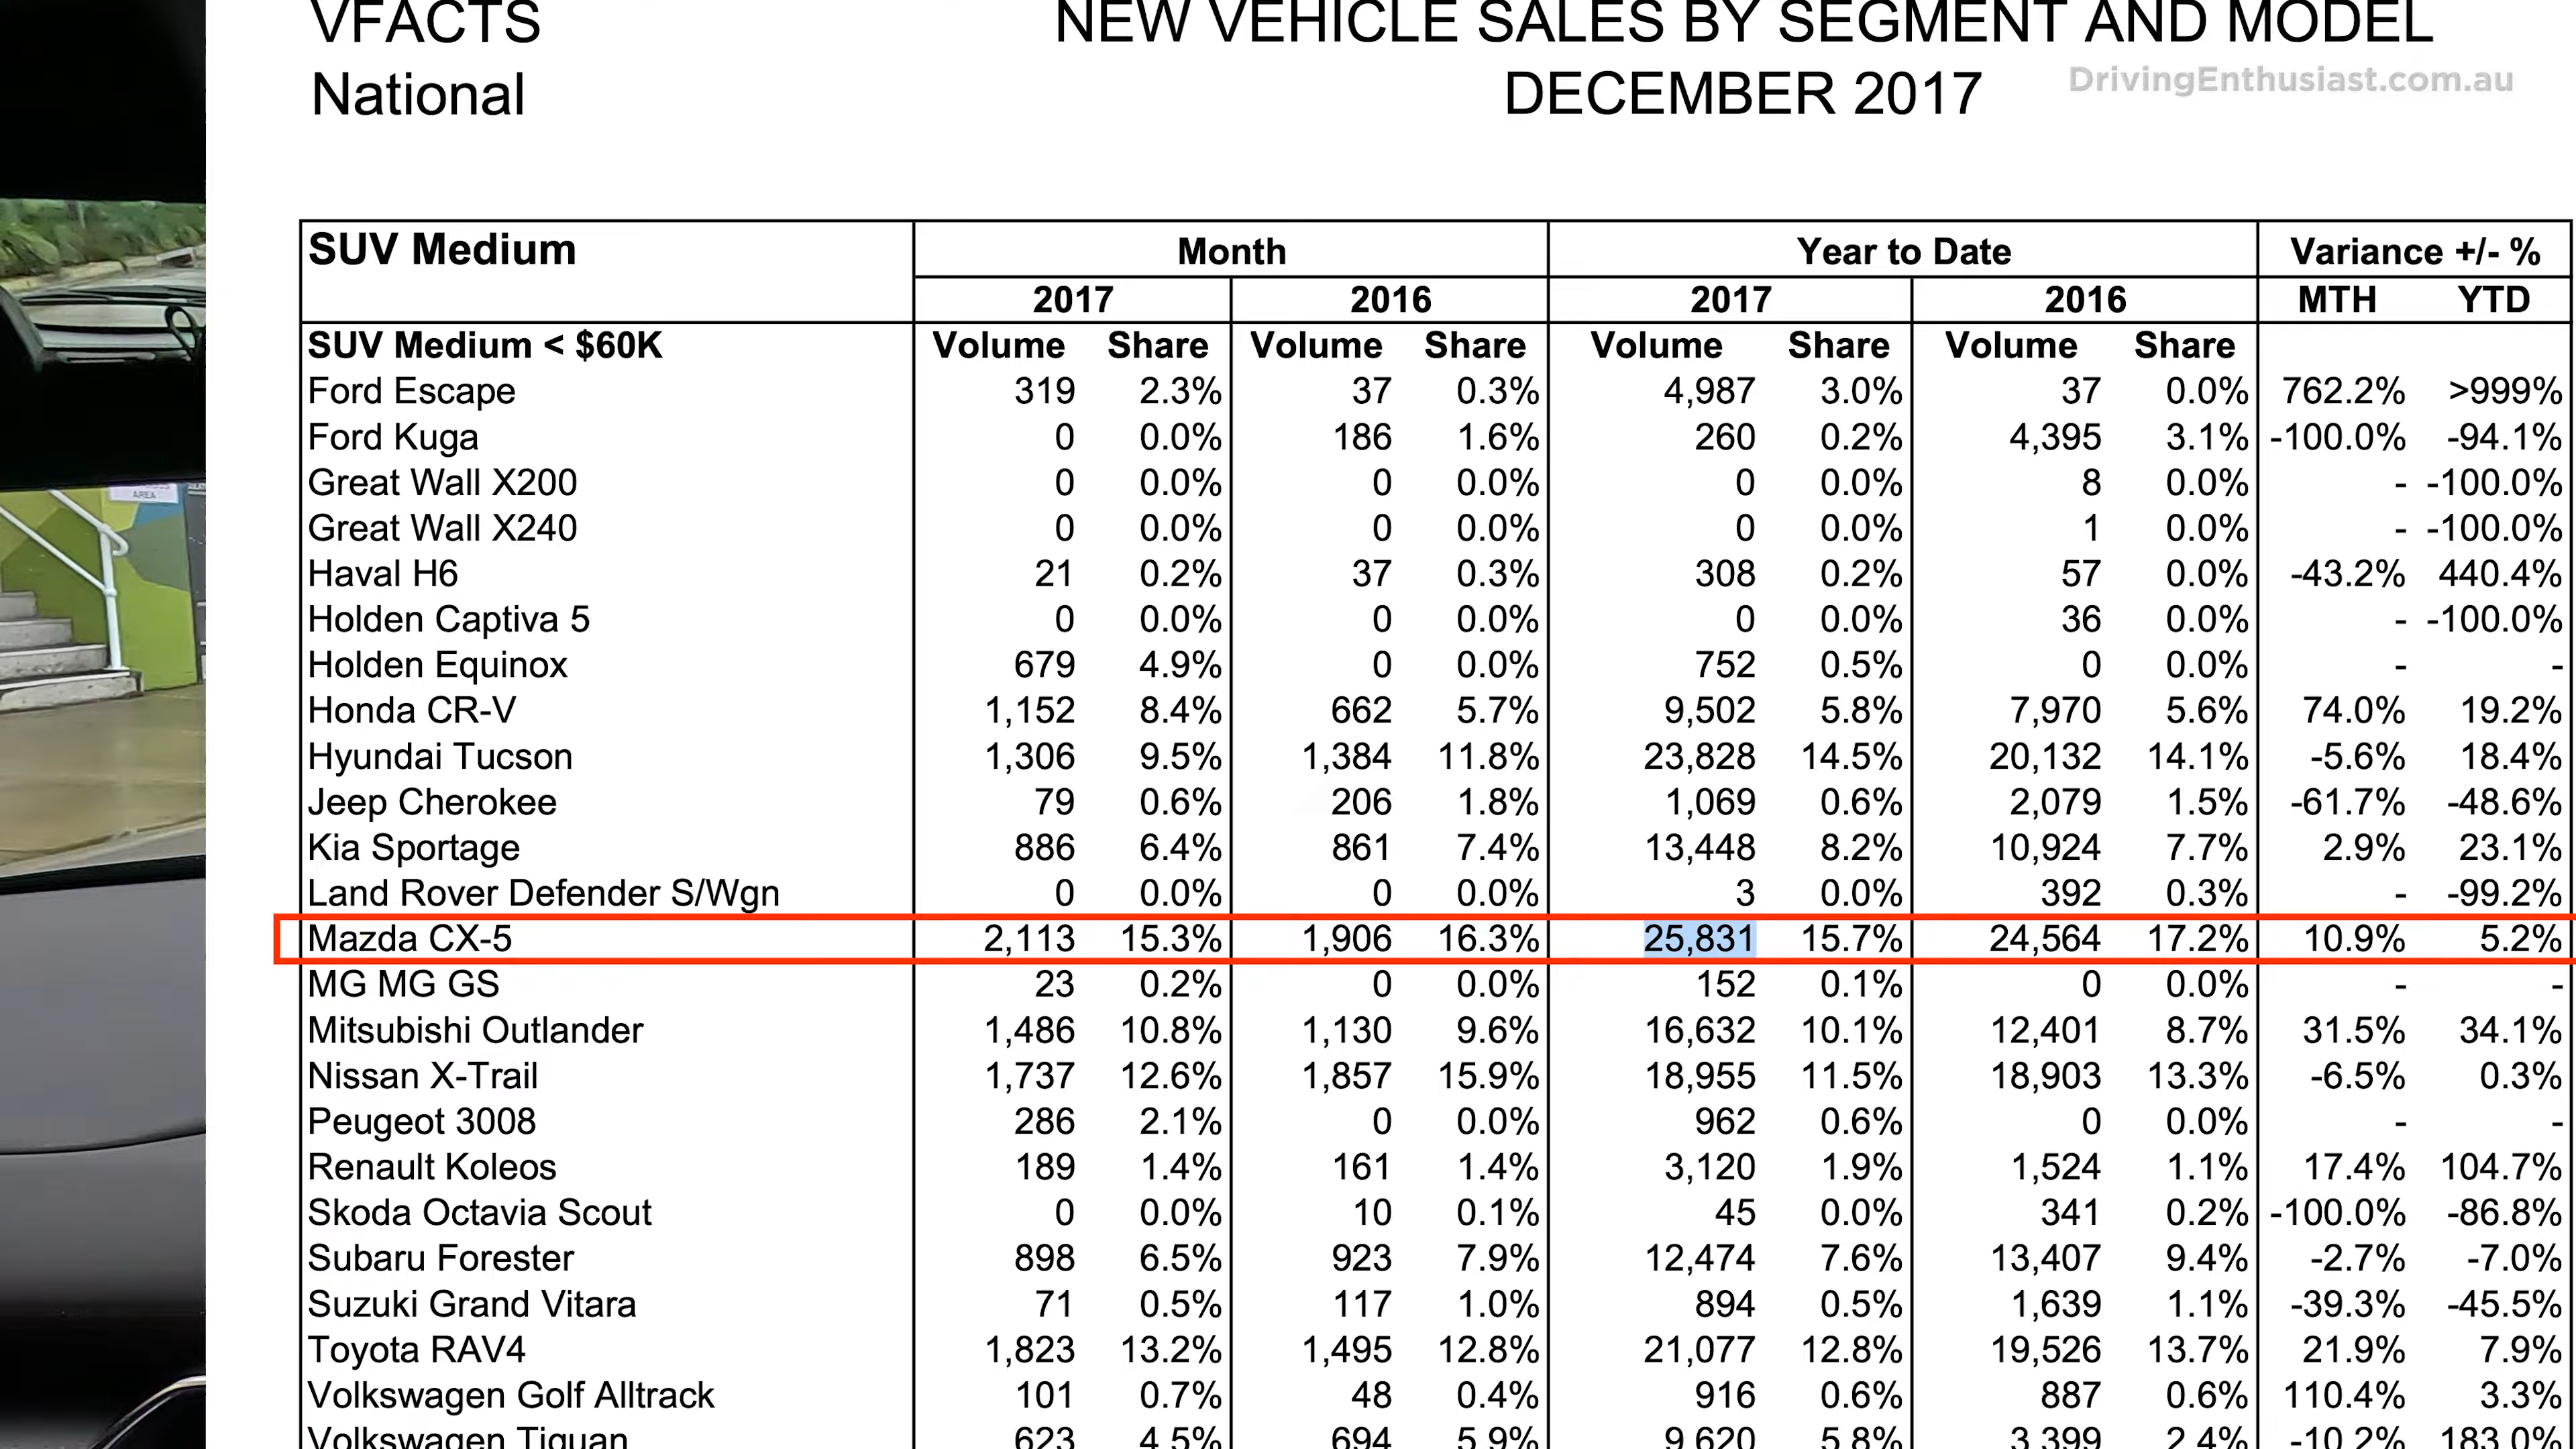 VFACTS NEW VEHICLE SALES BY SEGMENT AND MODEL
National DECEMBER 2017 DrivingEnthusiast.com.au
SUV Medium Month Year to Date Variance +/- %
2017 2016 2017 2016 MTH YTD
SUV Medium < $60K Volume Share Volume Share Volume Share Volume Share
Ford Escape 319 2.3% 37 0.3% 4,987 3.0% 37 0.0% 762.2% >999%
Ford Kuga 0 0.0% 186 1.6% 260 0.2% 4,395 3.1% -100.0% -94.1%
AREA
Great Wall X200 0 0.0% 0 0.0% 0 0.0% 8 0.0% - -100.0%
Great Wall X240 0 0.0% 0 0.0% 0 0.0% 1 0.0% - -100.0%
Haval H6 21 0.2% 37 0.3% 308 0.2% 57 0.0% -43.2% 440.4%
Holden Captiva 5 0 0.0% 0 0.0% 0 0.0% 36 0.0% - -100.0%
Holden Equinox 679 4.9% 0 0.0% 752 0.5% 0 0.0% - -
Honda CR-V 1,152 8.4% 662 5.7% 9,502 5.8% 7,970 5.6% 74.0% 19.2%
Hyundai Tucson 1,306 9.5% 1,384 11.8% 23,828 14.5% 20,132 14.1% -5.6% 18.4%
Jeep Cherokee 79 0.6% 206 1.8% 1,069 0.6% 2,079 1.5% -61.7% -48.6%
Kia Sportage 886 6.4% 861 7.4% 13,448 8.2% 10,924 7.7% 2.9% 23.1%
Land Rover Defender S/Wgn 0 0.0% 0 0.0% 3 0.0% 392 0.3% - -99.2%
Mazda CX-5 2,113 15.3% 1,906 16.3% 25,831 15.7% 24,564 17.2% 10.9% 5.2%
MG MG GS 23 0.2% 0 0.0% 152 0.1% 0 0.0% - -
Mitsubishi Outlander 1,486 10.8% 1,130 9.6% 16,632 10.1% 12,401 8.7% 31.5% 34.1%
Nissan X-Trail 1,737 12.6% 1,857 15.9% 18,955 11.5% 18,903 13.3% -6.5% 0.3%
Peugeot 3008 286 2.1% 0 0.0% 962 0.6% 0 0.0% - -
Renault Koleos 189 1.4% 161 1.4% 3,120 1.9% 1,524 1.1% 17.4% 104.7%
Skoda Octavia Scout 0 0.0% 10 0.1% 45 0.0% 341 0.2% -100.0% -86.8%
Subaru Forester 898 6.5% 923 7.9% 12,474 7.6% 13,407 9.4% -2.7% -7.0%
Suzuki Grand Vitara 71 0.5% 117 1.0% 894 0.5% 1,639 1.1% -39.3% -45.5%
Toyota RAV4 1,823 13.2% 1,495 12.8% 21,077 12.8% 19,526 13.7% 21.9% 7.9%
Volkswagen Golf Alltrack 101 0.7% 48 0.4% 916 0.6% 887 0.6% 110.4% 3.3%
Volkswagen Tiguan 623 4.5% 694 5.9% 9,620 5.8% 3,399 2.4% -10.2% 183.0%